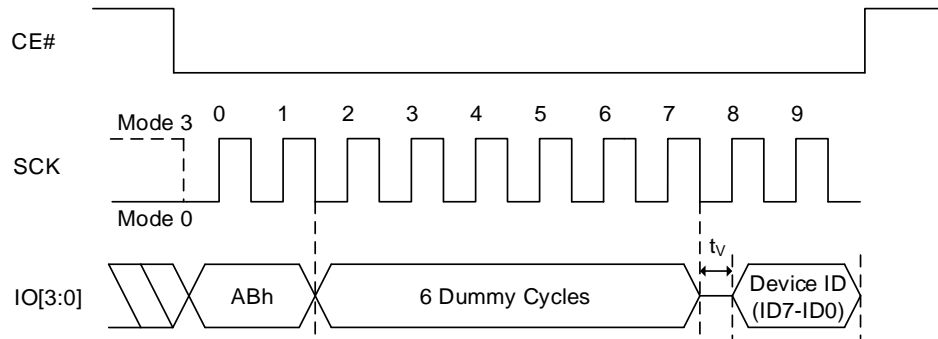 CE#
0 1 2 3 4 5 6 7 8 9
Mode 3
SCK
Mode 0
tV
IO[3:0]
ABh
6 Dummy Cycles
Device ID
(ID7-ID0)